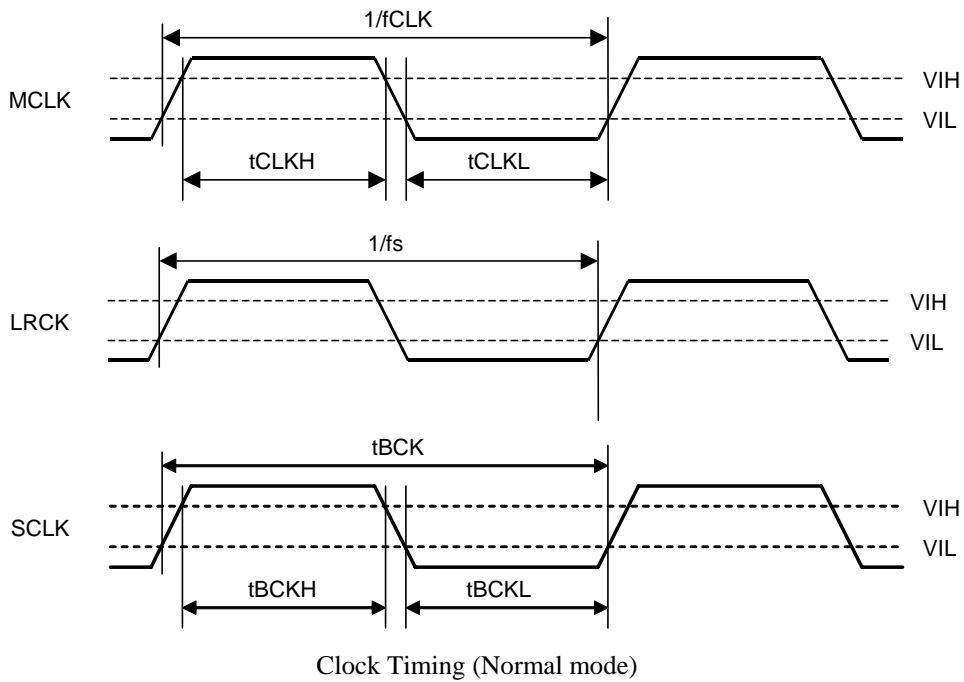 1/fCLK
VIH
MCLK
VIL
tCLKH tCLKL
1/fs
VIH
LRCK
VIL
tBCK
VIH
SCLK
VIL
tBCKH tBCKL
Clock Timing (Normal mode)